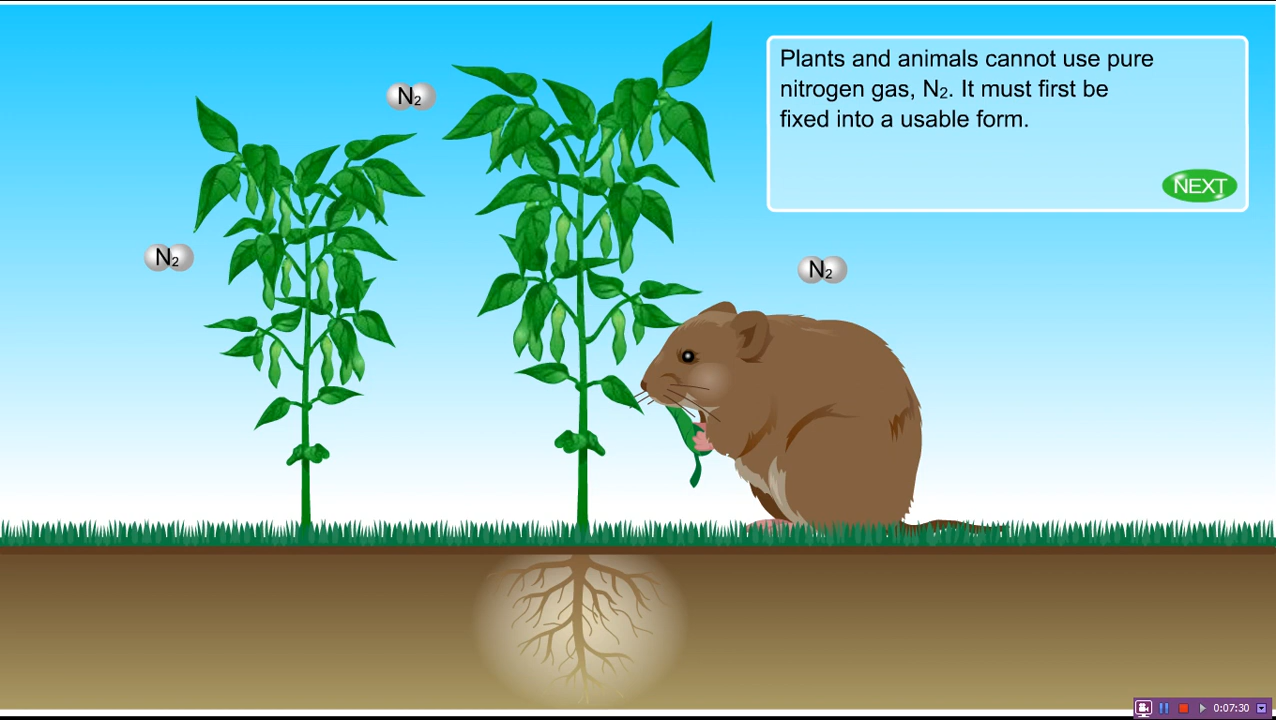 Plants and animals cannot use pure
nitrogen gas, N₂. It must first be
fixed into a usable form.
NEXT
N₂
N₂
N₂
0:07:30